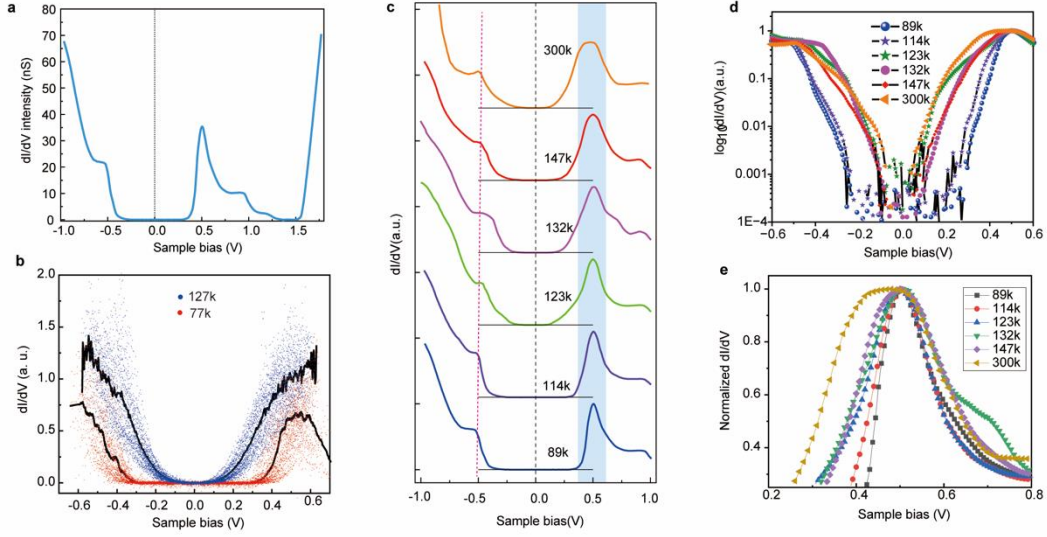 a
dI/dV intensity (nS)
80
70
60
50
40
30
20
10
0
-1.0
-0.5
0.0
0.5
1.0
1.5
Sample bias (V)
b
dI/dV (a. u.)
2.0
1.5
1.0
0.5
0.0
127k
77k
-0.6
-0.4
-0.2
0.0
0.2
0.4
0.6
Sample bias (V)
c
dI/dV(a.u.)
300k
147k
132k
123k
114k
89k
-1.0
-0.5
0.0
0.5
1.0
Sample bias(V)
d
log10(dI/dV)(a.u.)
1
0.1
0.01
0.001
1E-4
89k
114k
123k
132k
147k
300k
-0.6
-0.4
-0.2
0.0
0.2
0.4
0.6
Sample bias(V)
e
Normalized dI/dV
1.0
0.8
0.6
0.4
89k
114k
123k
132k
147k
300k
0.2
0.4
0.6
0.8
Sample bias (V)